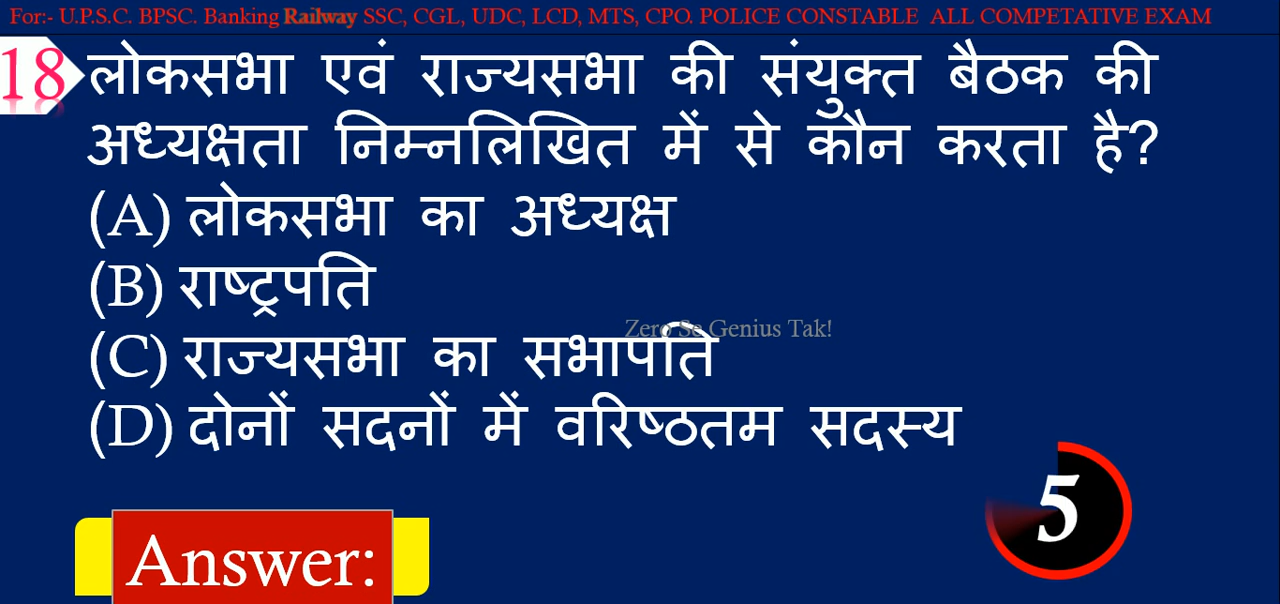 For:- U.P.S.C. BPSC. Banking Railway SSC, CGL, UDC, LCD, MTS, CPO. POLICE CONSTABLE ALL COMPETATIVE EXAM
18 लोकसभा एवं राज्यसभा की संयुक्त बैठक की
अध्यक्षता निम्नलिखित में से कौन करता है?
(A) लोकसभा का अध्यक्ष
(B) राष्ट्रपति
Zero Se Genius Tak!
(C) राज्यसभा का सभापति
(D) दोनों सदनों में वरिष्ठतम सदस्य
5
Answer: